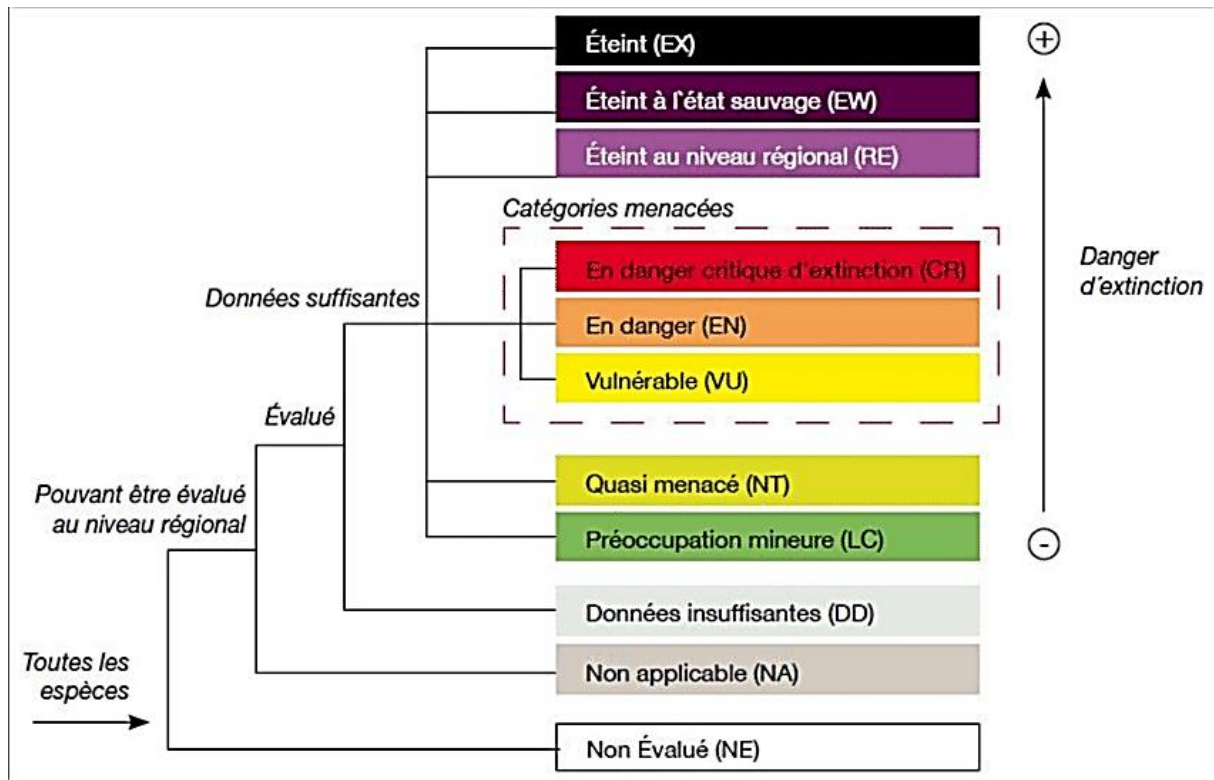 Éteint (EX)
+
Éteint à l'état sauvage (EW)
Éteint au niveau régional (RE)
Catégories menacées
En danger critique d'extinction (CR)
Danger
d'extinction
Données suffisantes
En danger (EN)
Vulnérable (VU)
Évalué
Quasi menacé (NT)
Pouvant être évalué
au niveau régional
Préoccupation mineure (LC)
-
Données insuffisantes (DD)
Toutes les
espèces
Non applicable (NA)
Non Évalué (NE)